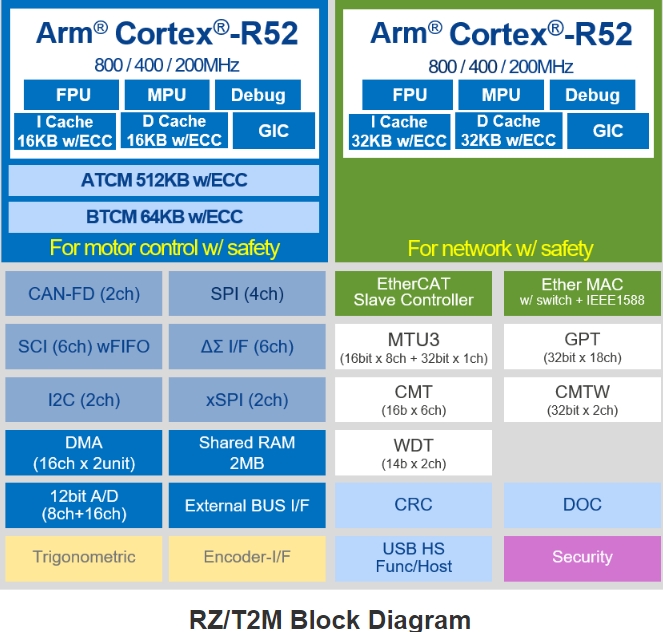 Arm® Cortex®-R52
800 / 400 / 200MHz
FPU
MPU
Debug
I Cache
16KB w/ECC
D Cache
16KB w/ECC
GIC
ATCM 512KB w/ECC
BTCM 64KB w/ECC
For motor control w/ safety
Arm® Cortex®-R52
800 / 400 / 200MHz
FPU
MPU
Debug
I Cache
32KB w/ECC
D Cache
32KB w/ECC
GIC
For network w/ safety
CAN-FD (2ch)
SPI (4ch)
EtherCAT
Slave Controller
Ether MAC
w/ switch + IEEE1588
SCI (6ch) wFIFO
ΔΣ I/F (6ch)
MTU3
(16bit x 8ch + 32bit x 1ch)
GPT
(32bit x 18ch)
I2C (2ch)
xSPI (2ch)
CMT
(16b x 6ch)
CMTW
(32bit x 2ch)
DMA
(16ch x 2unit)
Shared RAM
2MB
WDT
(14b x 2ch)
12bit A/D
(8ch+16ch)
External BUS I/F
CRC
DOC
Trigonometric
Encoder-I/F
USB HS
Func/Host
Security
RZ/T2M Block Diagram